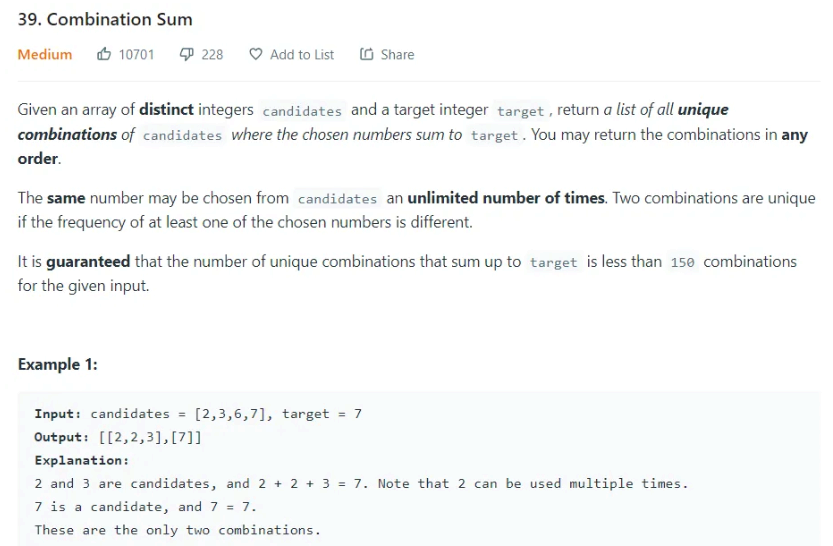 39. Combination Sum
Medium 10701 228 Add to List Share
Given an array of distinct integers candidates and a target integer target, return a list of all unique
combinations of candidates where the chosen numbers sum to target. You may return the combinations in any
order.
The same number may be chosen from candidates an unlimited number of times. Two combinations are unique
if the frequency of at least one of the chosen numbers is different.
It is guaranteed that the number of unique combinations that sum up to target is less than 150 combinations
for the given input.
Example 1:
Input: candidates = [2,3,6,7], target = 7
Output: [[2,2,3],[7]]
Explanation:
2 and 3 are candidates, and 2 + 2 + 3 = 7. Note that 2 can be used multiple times.
7 is a candidate, and 7 = 7.
These are the only two combinations.